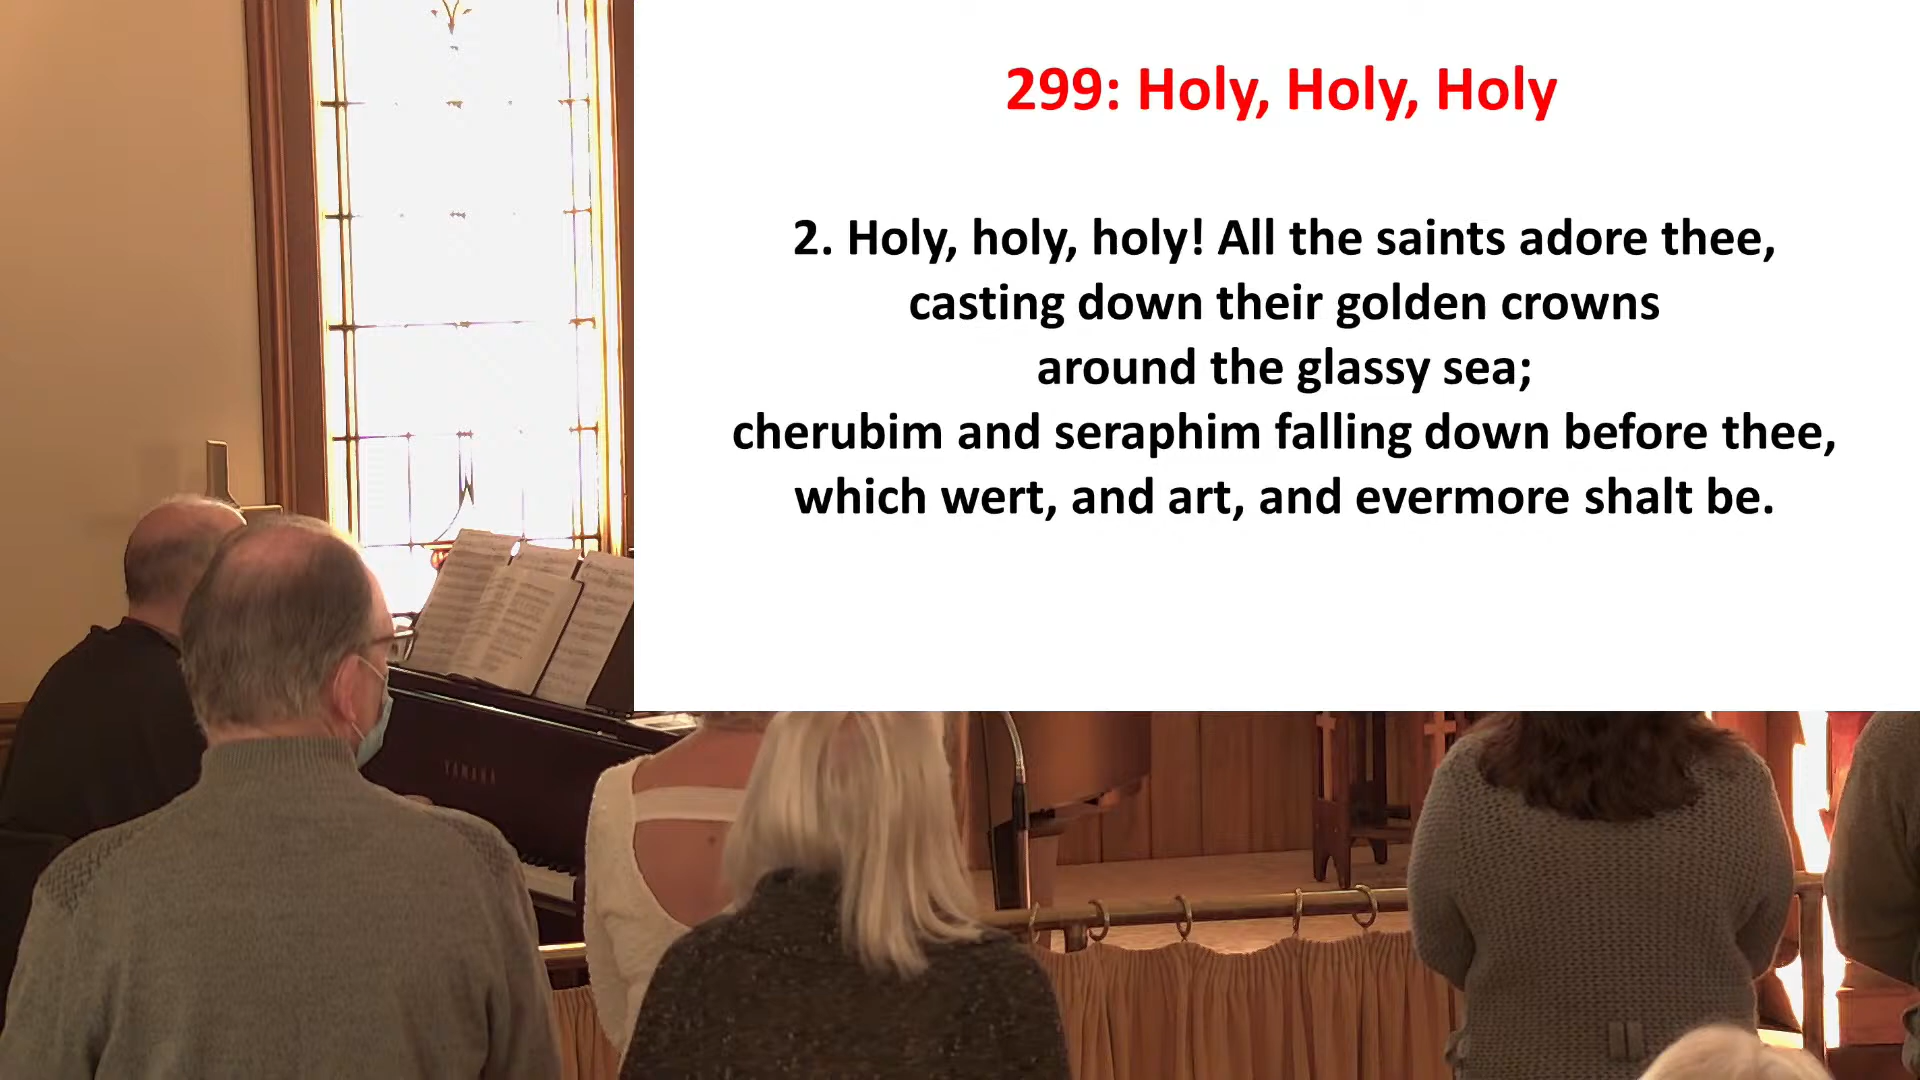 299: Holy, Holy, Holy
2. Holy, holy, holy! All the saints adore thee,
casting down their golden crowns
around the glassy sea;
cherubim and seraphim falling down before thee,
which wert, and art, and evermore shalt be.
YAMAHA